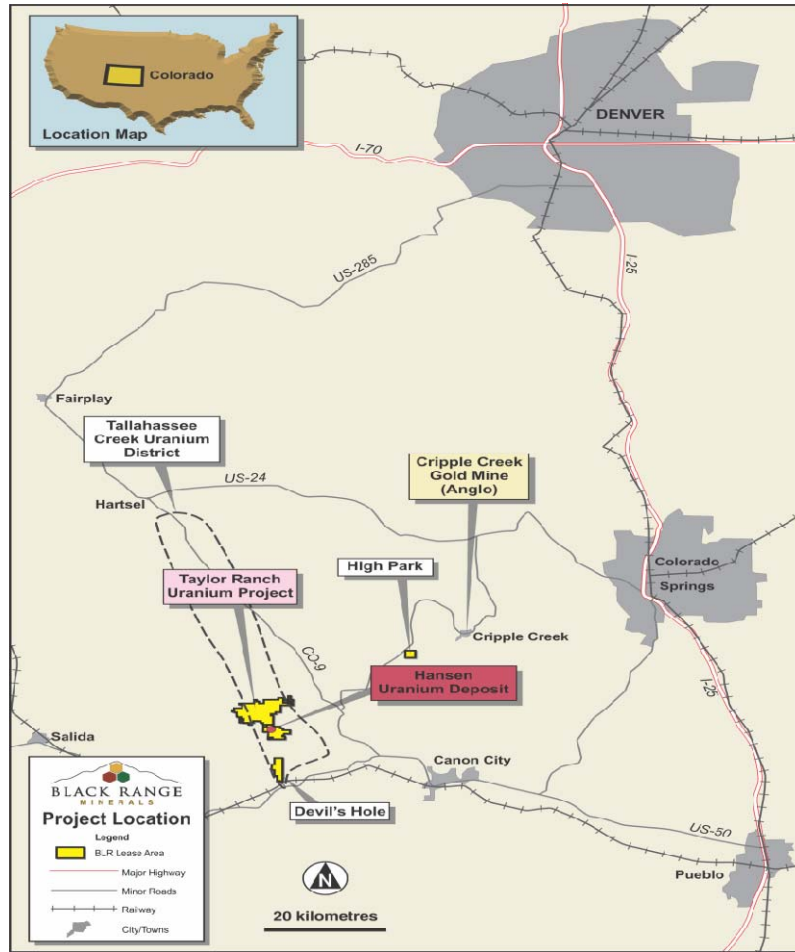 Colorado
Location Map
DENVER
I-70
I-25
US-285
Fairplay
Tallahassee
Creek Uranium
District
Cripple Creek
Gold Mine
(Anglo)
US-24
Hartsel
High Park
Colorado
Springs
Taylor Ranch
Uranium Project
Cripple Creek
CO-9
Hansen
Uranium Deposit
I-25
Salida
Canon City
Devil's Hole
US-50
Pueblo
BLACK RANGE
MINERALS
Project Location
Legend
BLR Lease Area
Major Highway
Minor Roads
Railway
City/Towns
N
20 kilometres